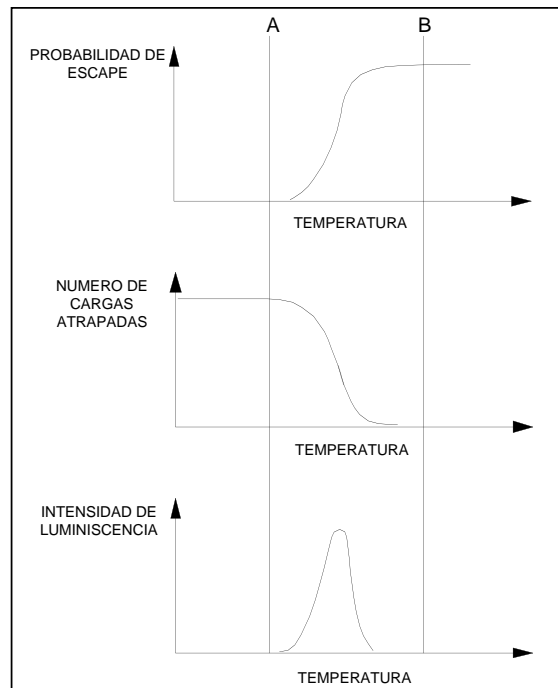 A
B
PROBABILIDAD DE
ESCAPE
TEMPERATURA
NUMERO DE
CARGAS
ATRAPADAS
TEMPERATURA
INTENSIDAD DE
LUMINISCENCIA
TEMPERATURA